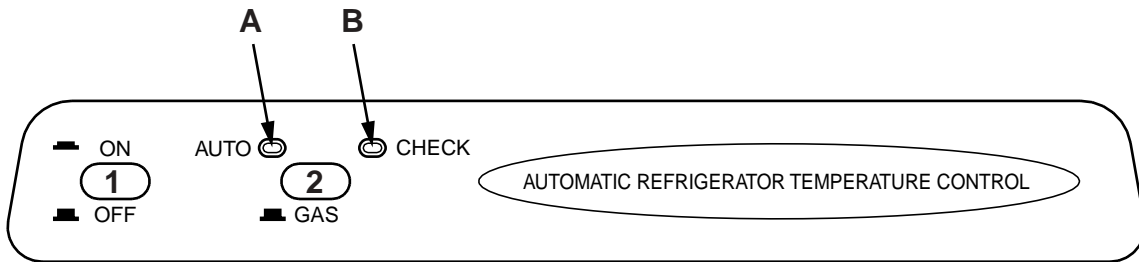 A B
ON AUTO CHECK
1 2 AUTOMATIC REFRIGERATOR TEMPERATURE CONTROL
OFF GAS